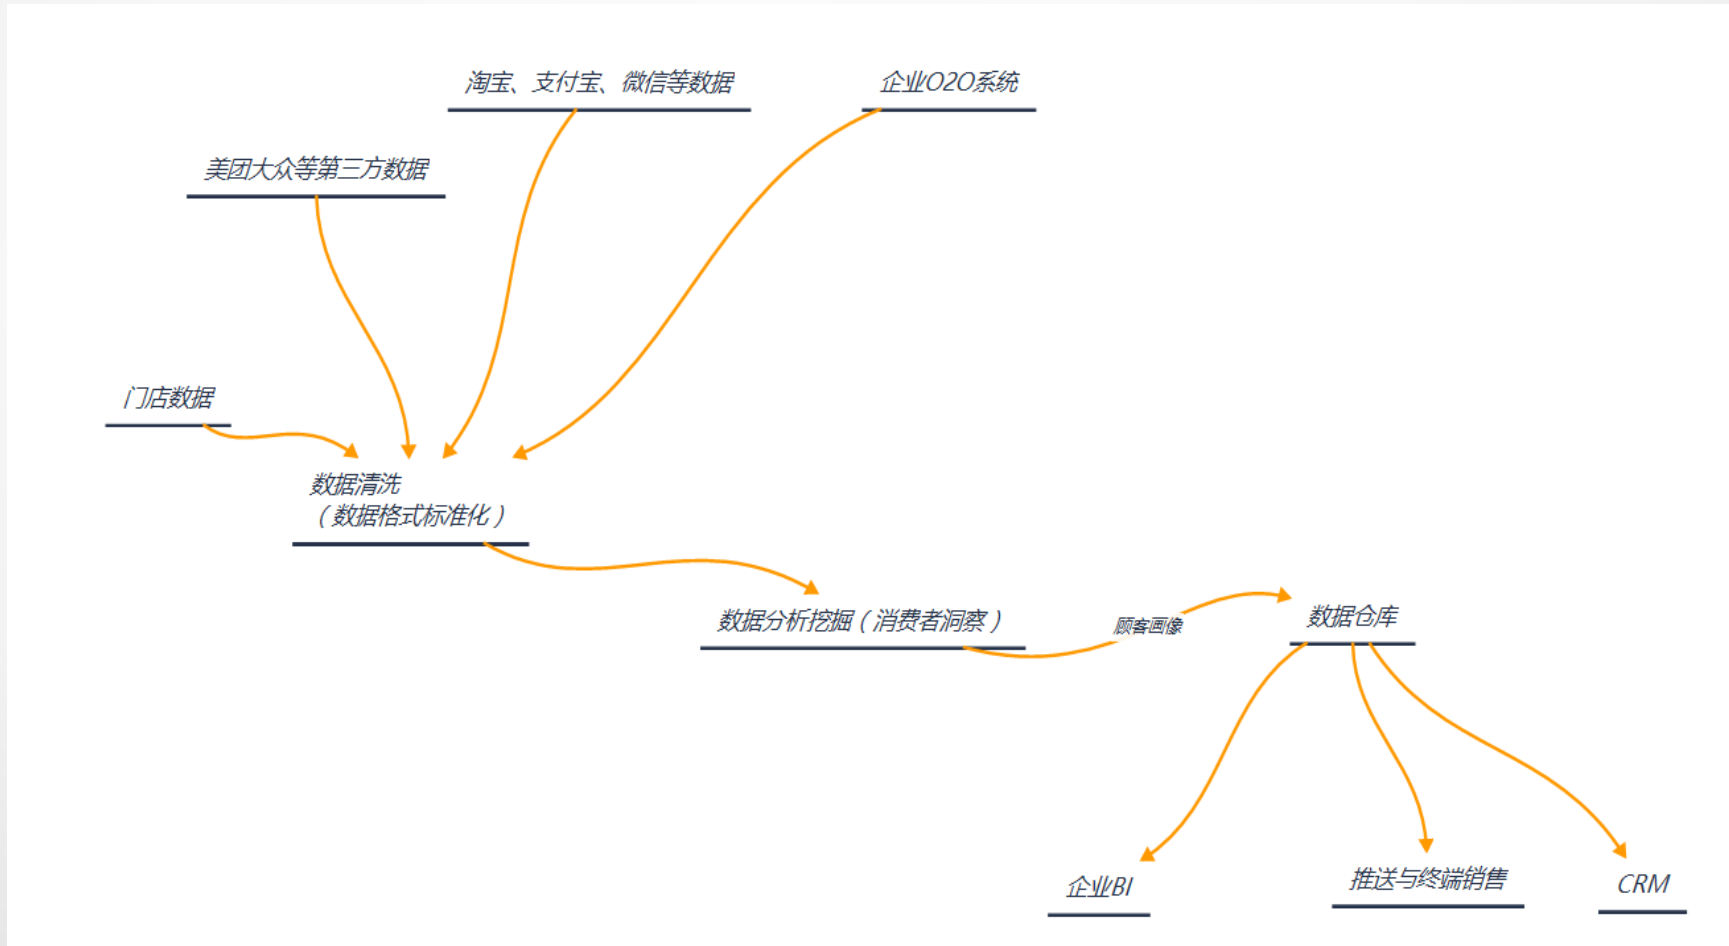 淘宝、支付宝、微信等数据
企业O2O系统
美团大众等第三方数据
门店数据
数据清洗
（数据格式标准化）
数据分析挖掘（消费者洞察）
顾客画像
数据仓库
企业BI
推送与终端销售
CRM